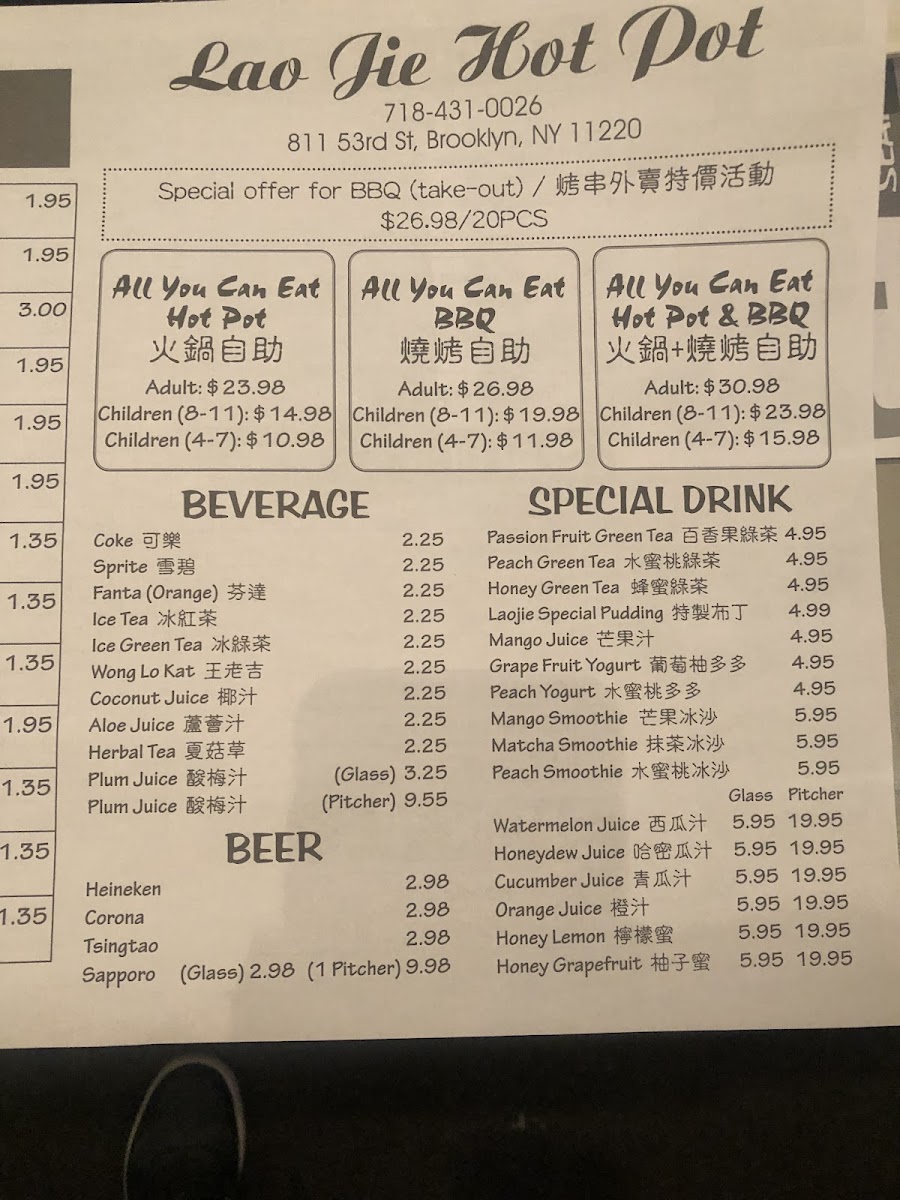 Lao Jie Hot Pot
718-431-0026
811 53rd St, Brooklyn, NY 11220
Special offer for BBQ (take-out) / 烤串外賣特價活動
$26.98/20PCS
All You Can Eat
Hot Pot
火鍋自助
Adult: $23.98
Children (8-11): $14.98
Children (4-7): $10.98
All You Can Eat
BBQ
燒烤自助
Adult: $26.98
Children (8-11): $19.98
Children (4-7): $11.98
All You Can Eat
Hot Pot & BBQ
火鍋+燒烤自助
Adult: $30.98
Children (8-11): $23.98
Children (4-7): $15.98
1.95
1.95
3.00
1.95
1.95
1.95
1.35
1.35
1.35
1.95
1.35
1.35
1.35
BEVERAGE
Coke 可樂 2.25
Sprite 雪碧 2.25
Fanta (Orange) 芬達 2.25
Ice Tea 冰紅茶 2.25
Ice Green Tea 冰綠茶 2.25
Wong Lo Kat 王老吉 2.25
Coconut Juice 椰汁 2.25
Aloe Juice 蘆薈汁 2.25
Herbal Tea 夏菇草 2.25
Plum Juice 酸梅汁 (Glass) 3.25
Plum Juice 酸梅汁 (Pitcher) 9.55
BEER
Heineken 2.98
Corona 2.98
Tsingtao 2.98
Sapporo (Glass) 2.98 (1 Pitcher) 9.98
SPECIAL DRINK
Passion Fruit Green Tea 百香果綠茶 4.95
Peach Green Tea 水蜜桃綠茶 4.95
Honey Green Tea 蜂蜜綠茶 4.95
Laojie Special Pudding 特製布丁 4.99
Mango Juice 芒果汁 4.95
Grape Fruit Yogurt 葡萄柚多多 4.95
Peach Yogurt 水蜜桃多多 4.95
Mango Smoothie 芒果冰沙 5.95
Matcha Smoothie 抹茶冰沙 5.95
Peach Smoothie 水蜜桃冰沙 5.95
Glass Pitcher
Watermelon Juice 西瓜汁 5.95 19.95
Honeydew Juice 哈密瓜汁 5.95 19.95
Cucumber Juice 青瓜汁 5.95 19.95
Orange Juice 橙汁 5.95 19.95
Honey Lemon 檸檬蜜 5.95 19.95
Honey Grapefruit 柚子蜜 5.95 19.95